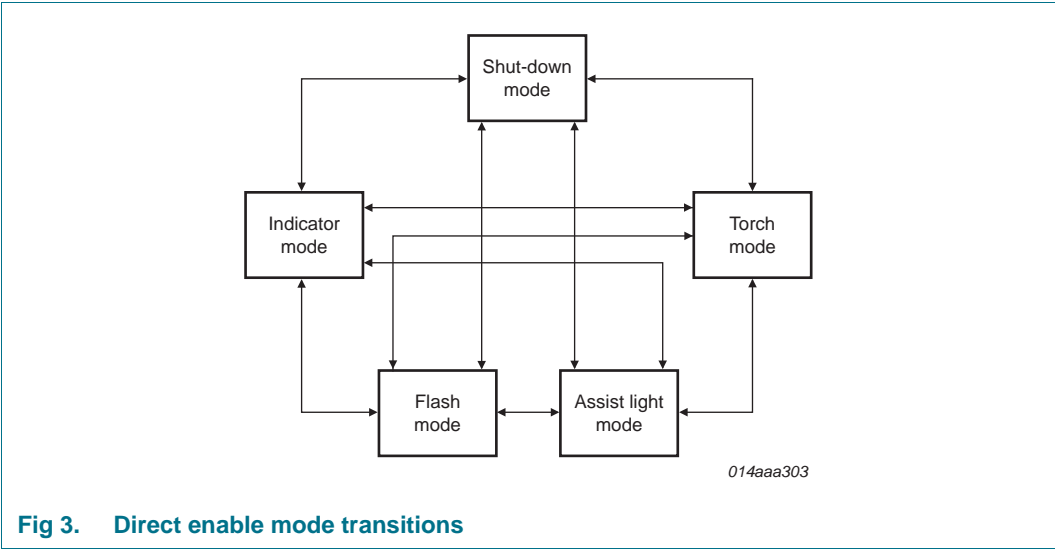 Shut-down
mode
Indicator
mode
Torch
mode
Flash
mode
Assist light
mode
014aaa303
Fig 3. Direct enable mode transitions